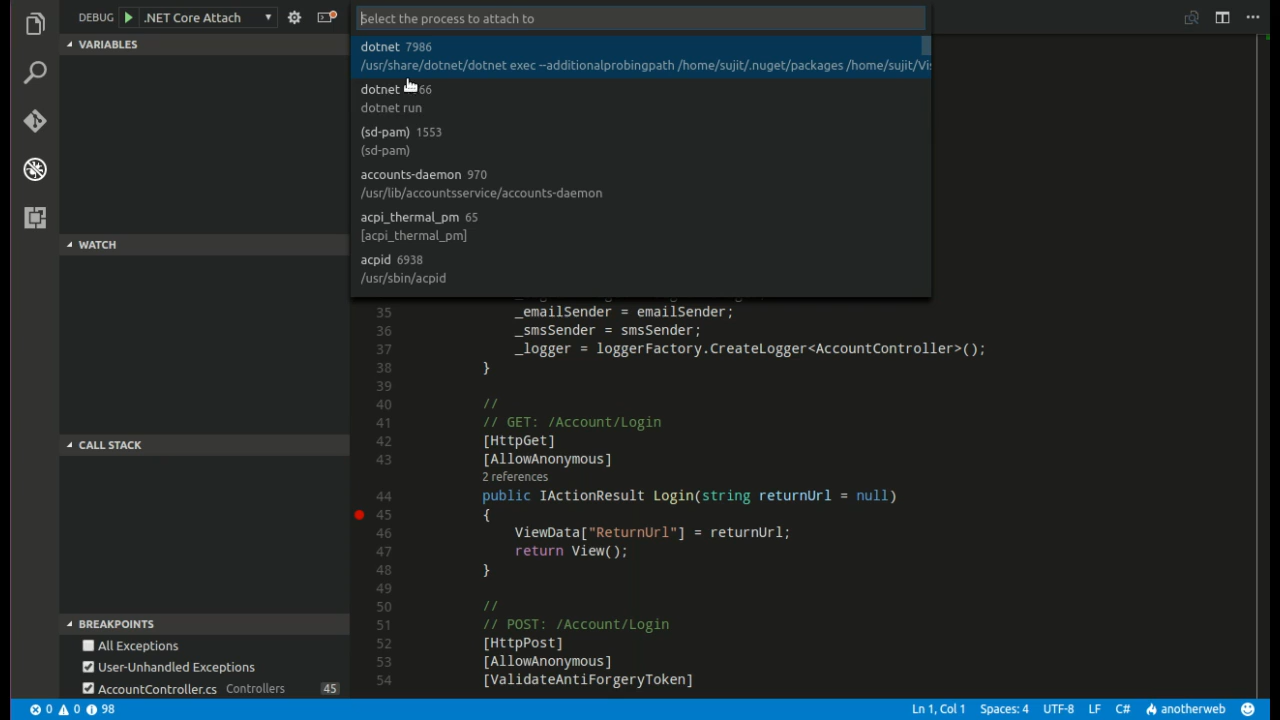 DEBUG .NET Core Attach
Select the process to attach to
VARIABLES
dotnet 7986
/usr/share/dotnet/dotnet exec --additionalprobingpath /home/sujit/.nuget/packages /home/sujit/Vis
dotnet 66
dotnet run
(sd-pam) 1553
(sd-pam)
accounts-daemon 970
/usr/lib/accountsservice/accounts-daemon
acpi_thermal_pm 65
[acpi_thermal_pm]
acpid 6938
/usr/sbin/acpid
WATCH
CALL STACK
BREAKPOINTS
All Exceptions
User-Unhandled Exceptions
AccountController.cs Controllers 45
35 _emailSender = emailSender;
36 _smsSender = smsSender;
37 _logger = loggerFactory.CreateLogger<AccountController>();
38 }
39
40 //
41 // GET: /Account/Login
42 [HttpGet]
43 [AllowAnonymous]
2 references
44 public IActionResult Login(string returnUrl = null)
45 {
46 ViewData["ReturnUrl"] = returnUrl;
47 return View();
48 }
49
50 //
51 // POST: /Account/Login
52 [HttpPost]
53 [AllowAnonymous]
54 [ValidateAntiForgeryToken]
0 0 98 Ln 1, Col 1 Spaces: 4 UTF-8 LF C# anotherweb